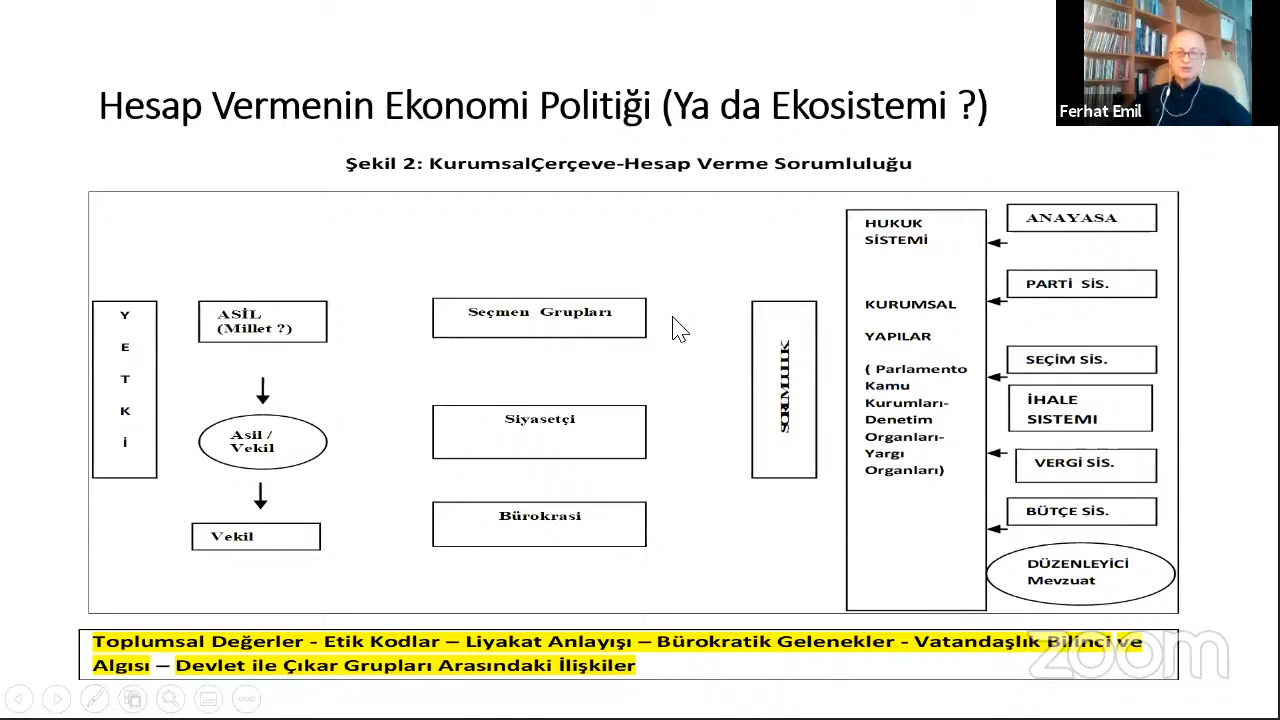 Ferhat Emil
Hesap Vermenin Ekonomi Politiği (Ya da Ekosistemi ?)
Şekil 2: KurumsalÇerçeve-Hesap Verme Sorumluluğu
Y
E
T
K
İ
ASİL
(Millet ?)
Asil /
Vekil
Vekil
Seçmen Grupları
Siyasetçi
Bürokrasi
SORUMLULUK
HUKUK
SİSTEMİ
KURUMSAL
YAPILAR
( Parlamento
Kamu
Kurumları-
Denetim
Organları-
Yargı
Organları)
ANAYASA
PARTİ SİS.
SEÇİM SİS.
İHALE
SISTEMI
VERGİ SİS.
BÜTÇE SİS.
DÜZENLEYİCİ
Mevzuat
Toplumsal Değerler - Etik Kodlar – Liyakat Anlayışı – Bürokratik Gelenekler - Vatandaşlık Bilinci ve
Algısı – Devlet ile Çıkar Grupları Arasındaki İlişkiler
zoom